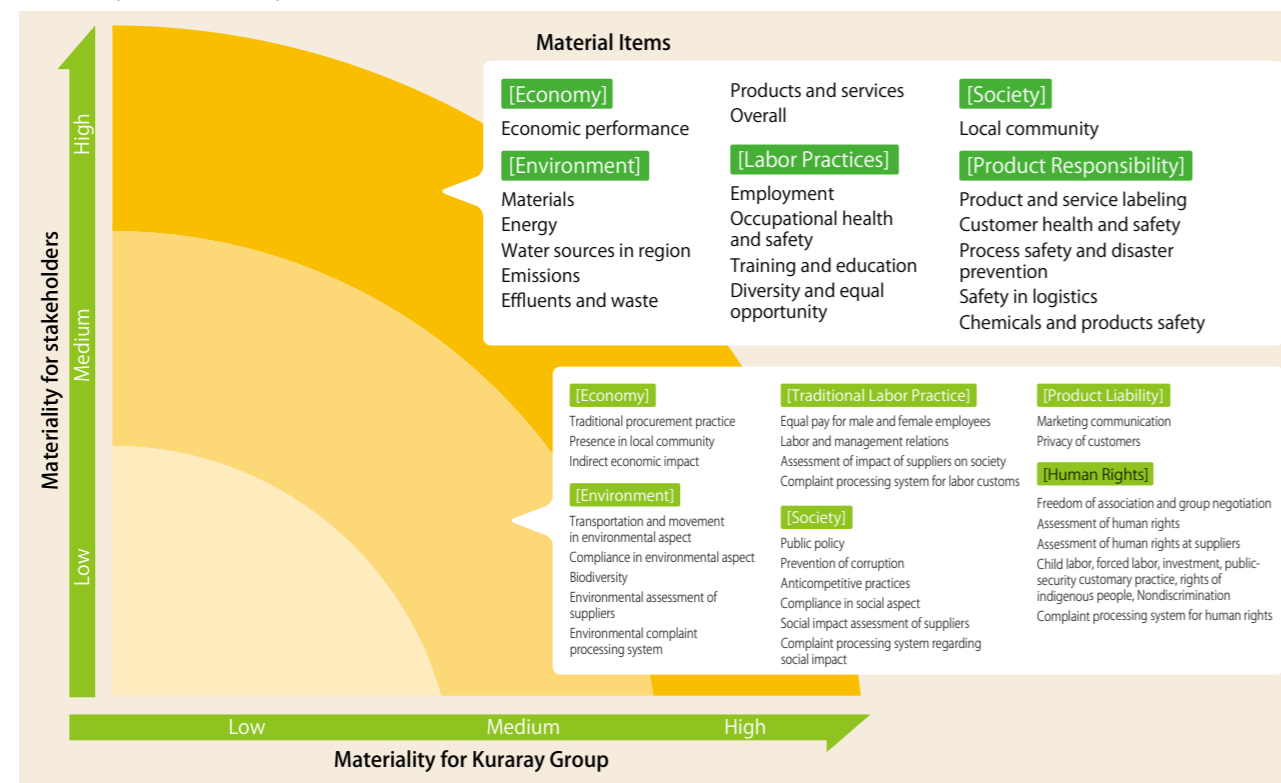 Material Items
[Economy]
Economic performance
[Environment]
Materials
Energy
Water sources in region
Emissions
Effluents and waste
Products and services
Overall
[Labor Practices]
Employment
Occupational health
and safety
Training and education
Diversity and equal
opportunity
[Society]
Local community
[Product Responsibility]
Product and service labeling
Customer health and safety
Process safety and disaster
prevention
Safety in logistics
Chemicals and products safety
[Economy]
Traditional procurement practice
Presence in local community
Indirect economic impact
[Environment]
Transportation and movement
in environmental aspect
Compliance in environmental aspect
Biodiversity
Environmental assessment of
suppliers
Environmental complaint
processing system
[Traditional Labor Practice]
Equal pay for male and female employees
Labor and management relations
Assessment of impact of suppliers on society
Complaint processing system for labor customs
[Society]
Public policy
Prevention of corruption
Anticompetitive practices
Compliance in social aspect
Social impact assessment of suppliers
Complaint processing system regarding
social impact
[Product Liability]
Marketing communication
Privacy of customers
[Human Rights]
Freedom of association and group negotiation
Assessment of human rights
Assessment of human rights at suppliers
Child labor, forced labor, investment, public-
security customary practice, rights of
indigenous people, Nondiscrimination
Complaint processing system for human rights
Materiality for stakeholders
High
Medium
Low
Low
Medium
High
Materiality for Kuraray Group